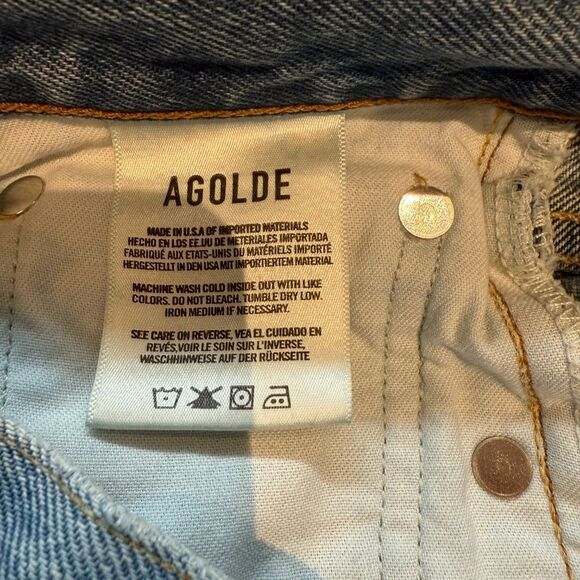 AGOLDE
MADE IN U.S.A OF IMPORTED MATERIALS
HECHO EN LOS EE.UU DE METERIALES IMPORTADA
FABRIQUÉ AUX ETATS-UNIS DU MATÉRIELS IMPORTÉ
HERGESTELLT IN DEN USA MIT IMPORTIERTEM MATERIAL
MACHINE WASH COLD INSIDE OUT WITH LIKE
COLORS. DO NOT BLEACH. TUMBLE DRY LOW.
IRON MEDIUM IF NECESSARY.
SEE CARE ON REVERSE, VEA EL CUIDADO EN
REVÉS, VOIR LE SOIN SUR L'INVERSE,
WASCHHINWEISE AUF DER RÜCKSEITE